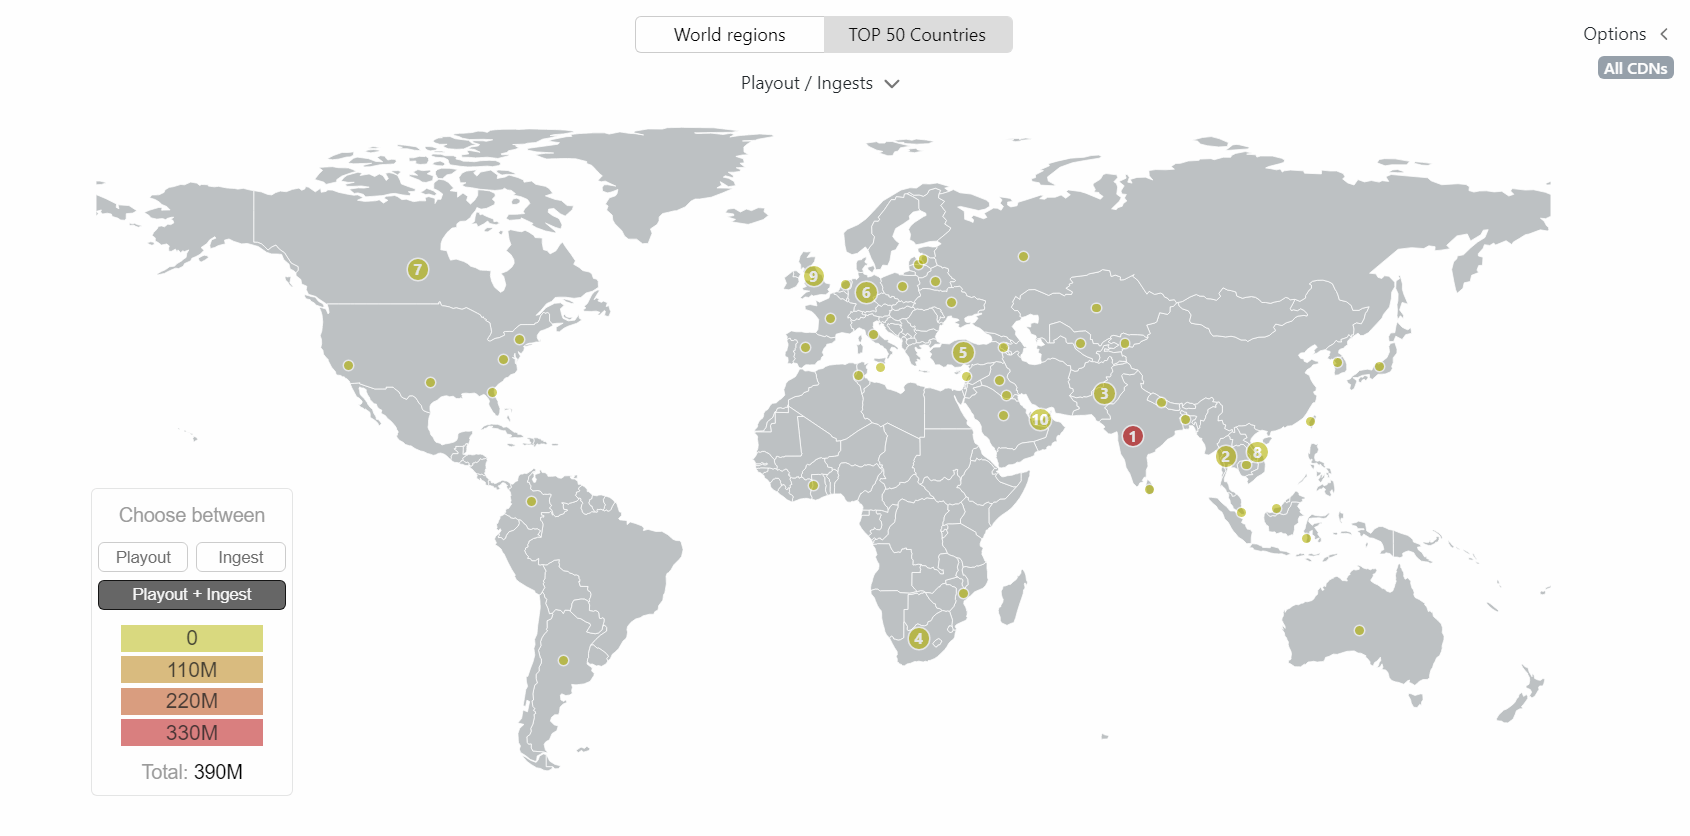 World regions
TOP 50 Countries
Options
All CDNs
Playout / Ingests
7
9
6
5
3
10
1
2
8
4
Choose between
Playout
Ingest
Playout + Ingest
0
110M
220M
330M
Total: 390M